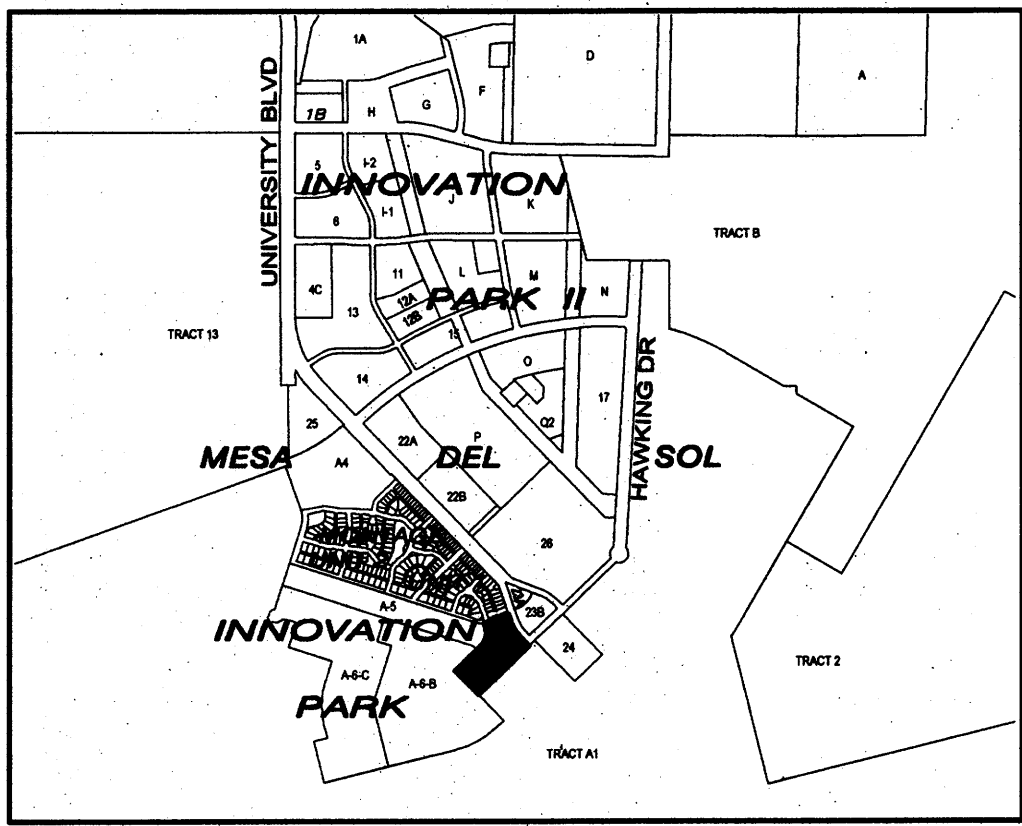 1A
D
A
UNIVERSITY BLVD
1B
H
G
F
5
I-2
INNOVATION
6
I-1
J
K
TRACT B
11
L
M
4C
12A
PARK II
N
13
12B
15
TRACT 13
14
O
17
HAWKING DR
25
22A
P
Q2
MESA DEL SOL
A4
22B
26
A-5
23B
INNOVATION
24
A-6-C
A-6-B
TRACT 2
PARK
TRACT A1